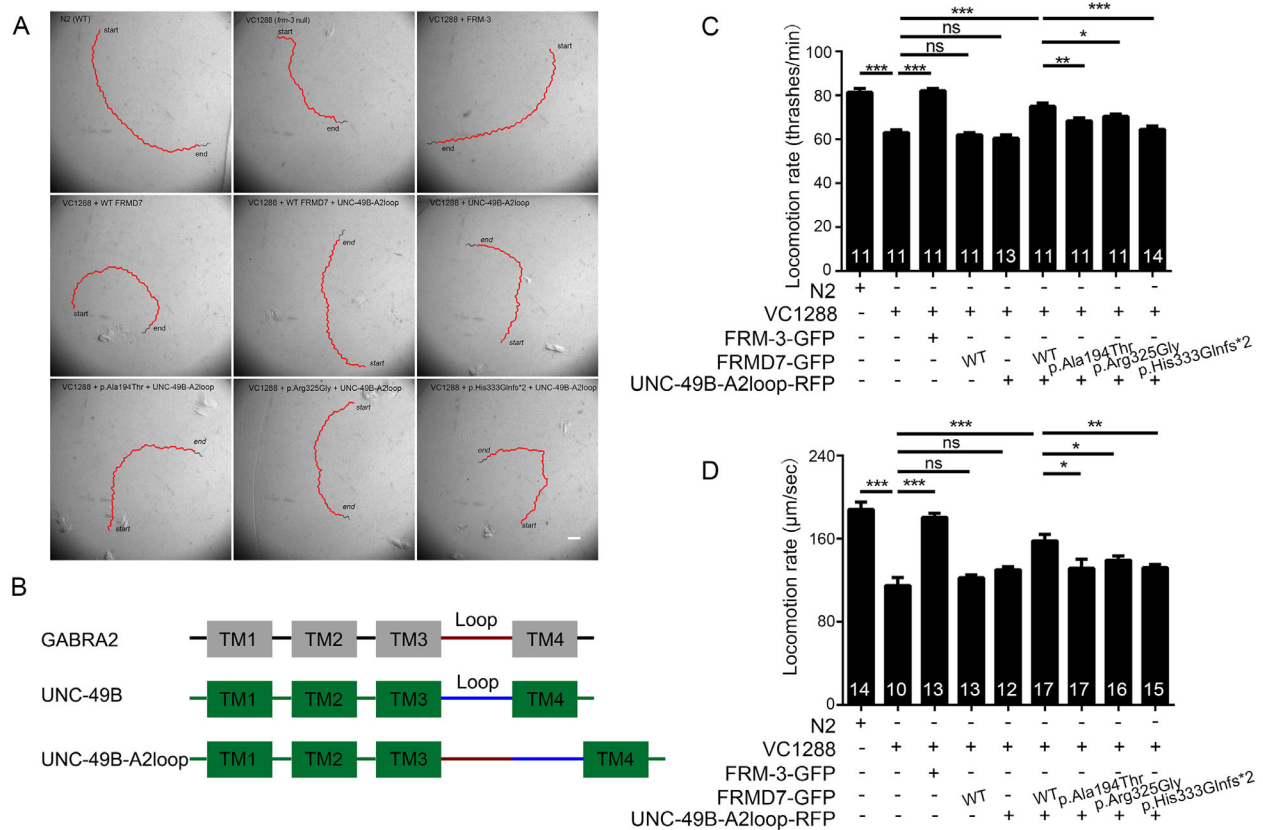 A
N2 (WT)
start
end
VC1288 (frm-3 null)
start
end
VC1288 + FRM-3
start
end
VC1288 + WT FRMD7
start
end
VC1288 + WT FRMD7 + UNC-49B-A2loop
end
start
VC1288 + UNC-49B-A2loop
end
start
VC1288 + p.Ala194Thr + UNC-49B-A2loop
end
start
VC1288 + p.Arg325Gly + UNC-49B-A2loop
start
end
VC1288 + p.His333Glnfs*2 + UNC-49B-A2loop
end
start
B
Loop
GABRA2 TM1 TM2 TM3 TM4
Loop
UNC-49B TM1 TM2 TM3 TM4
UNC-49B-A2loop TM1 TM2 TM3 TM4
C
Locomotion rate (thrashes/min)
100
80
60
40
20
0
*** ***
ns *
ns **
*** ***
11 11 11 11 13 11 11 11 14
N2 + - - - - - - - -
VC1288 - + + + + + + + +
FRM-3-GFP - - + - - - - - -
FRMD7-GFP - - - WT - WT p.Ala194Thr p.Arg325Gly p.His333Glnfs*2
UNC-49B-A2loop-RFP - - - - + + + + +
D
Locomotion rate (µm/sec)
240
160
80
0
*** **
ns *
ns *
*** ***
14 10 13 13 12 17 17 16 15
N2 + - - - - - - - -
VC1288 - + + + + + + + +
FRM-3-GFP - - + - - - - - -
FRMD7-GFP - - - WT - WT p.Ala194Thr p.Arg325Gly p.His333Glnfs*2
UNC-49B-A2loop-RFP - - - - + + + + +